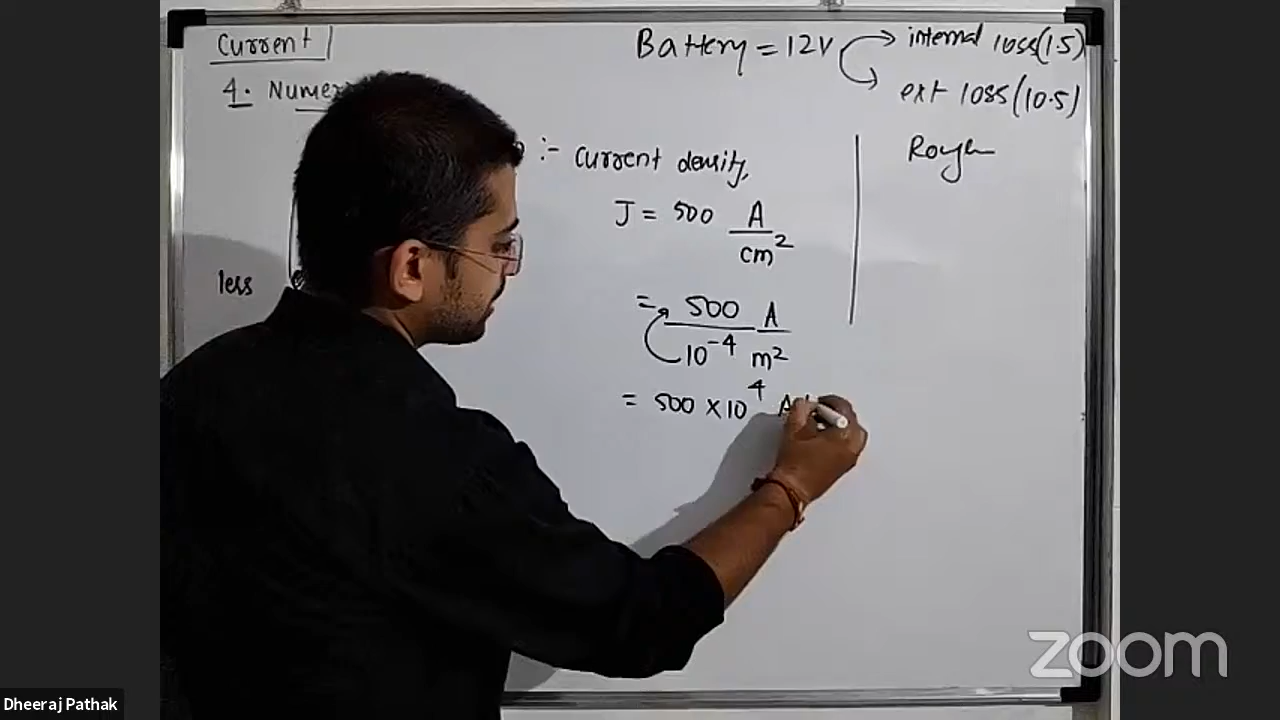 Current
Battery = 12V
internal loss(1.5)
ext loss(10.5)
4. Numer
:- Current density,
Rough
J = 500 A/cm²
less
= 500/10⁻⁴ A/m²
= 500 × 10⁴ A
zoom
Dheeraj Pathak